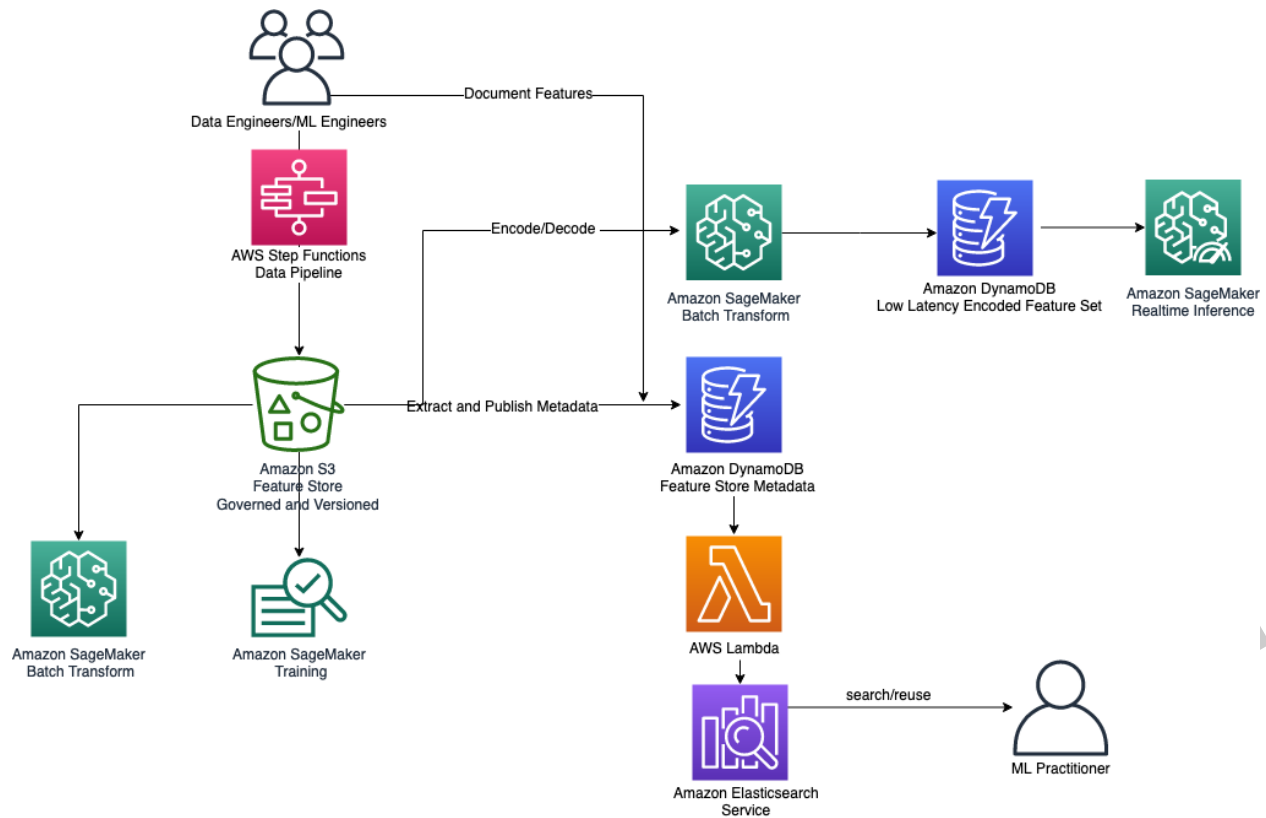 Document Features
Data Engineers/ML Engineers
Encode/Decode
AWS Step Functions
Data Pipeline
Amazon SageMaker
Batch Transform
Amazon DynamoDB
Low Latency Encoded Feature Set
Amazon SageMaker
Realtime Inference
Extract and Publish Metadata
Amazon S3
Feature Store
Governed and Versioned
Amazon DynamoDB
Feature Store Metadata
Amazon SageMaker
Batch Transform
Amazon SageMaker
Training
AWS Lambda
search/reuse
ML Practitioner
Amazon Elasticsearch
Service